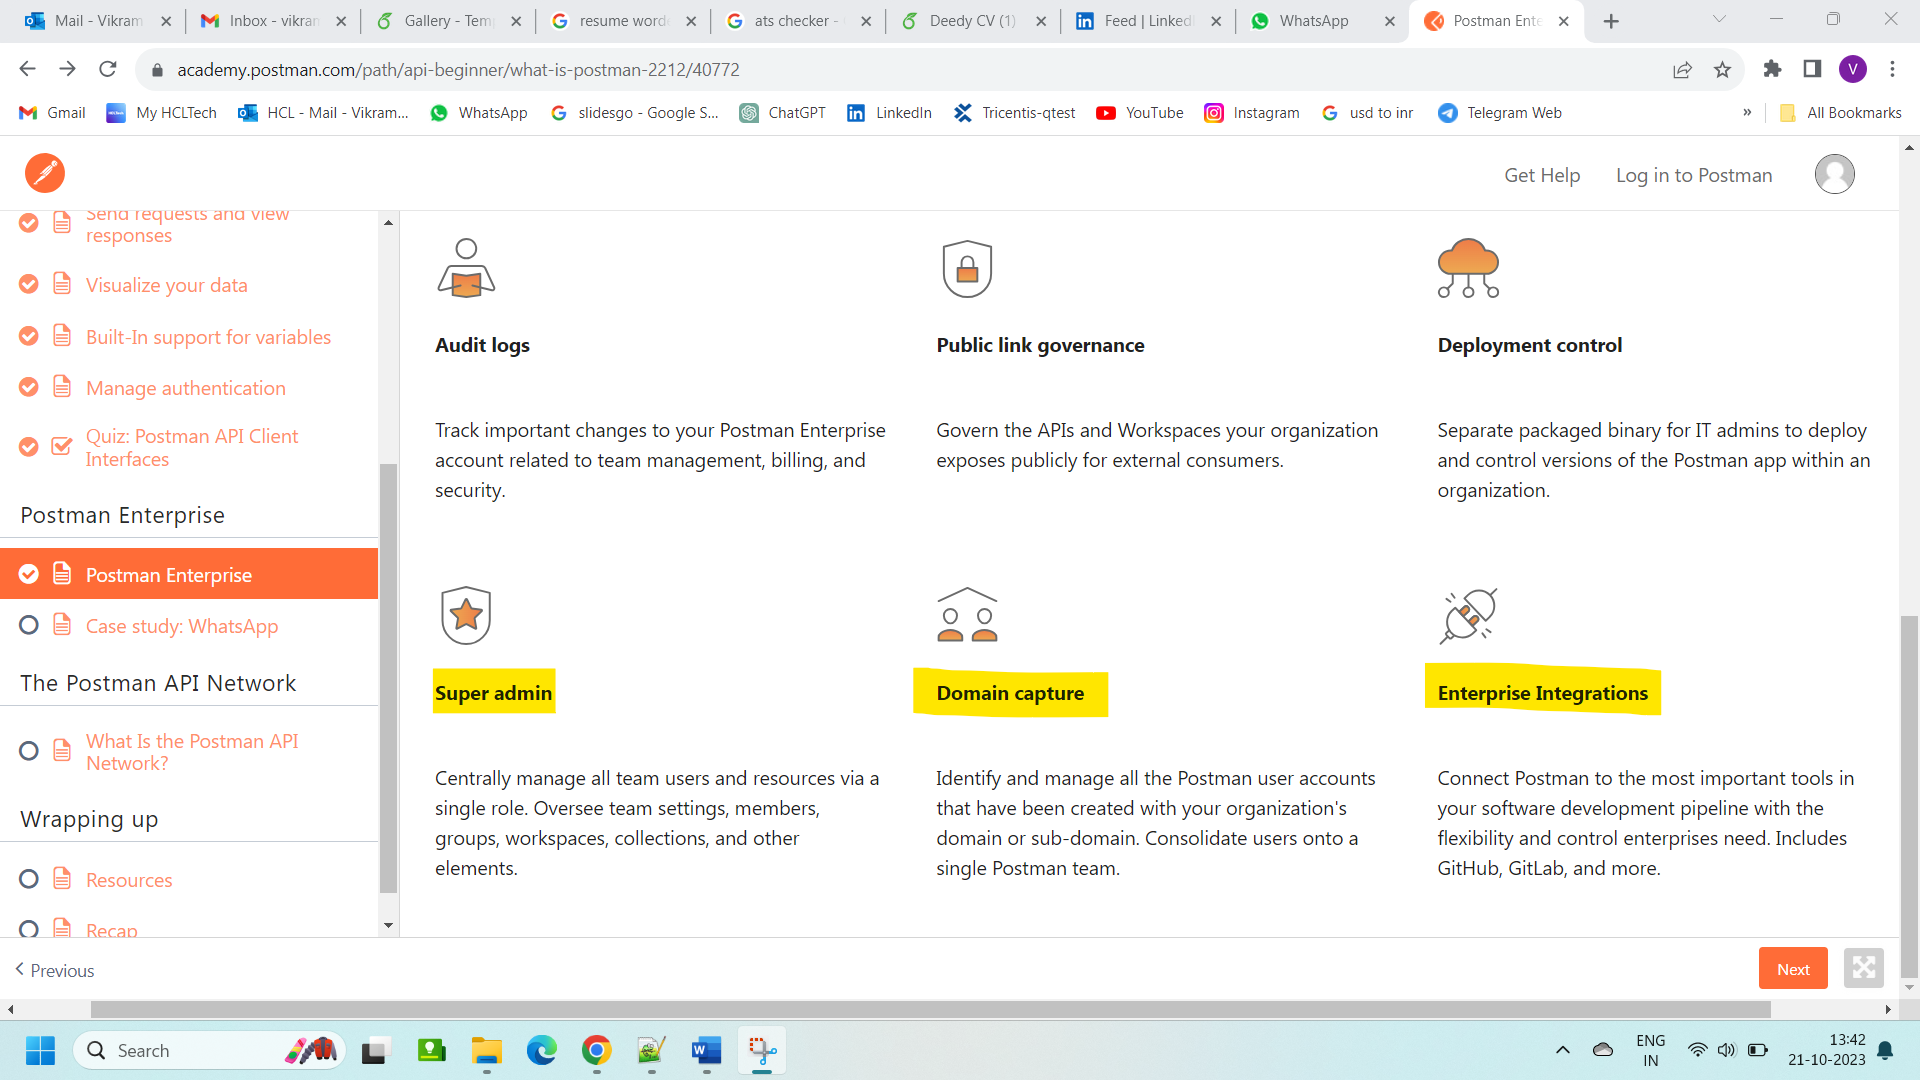 Mail - Vikram
Inbox - vikran
Gallery - Tem
resume word
ats checker -
Deedy CV (1)
Feed | Linked
WhatsApp
Postman Ente
academy.postman.com/path/api-beginner/what-is-postman-2212/40772
V
Gmail
My HCLTech
HCL - Mail - Vikram...
WhatsApp
slidesgo - Google S...
ChatGPT
LinkedIn
Tricentis-qtest
YouTube
Instagram
usd to inr
Telegram Web
»
All Bookmarks
Get Help
Log in to Postman
Send requests and view
responses
Visualize your data
Built-In support for variables
Manage authentication
Quiz: Postman API Client
Interfaces
Postman Enterprise
Postman Enterprise
Case study: WhatsApp
The Postman API Network
What Is the Postman API
Network?
Wrapping up
Resources
Recap
Audit logs
Track important changes to your Postman Enterprise
account related to team management, billing, and
security.
Public link governance
Govern the APIs and Workspaces your organization
exposes publicly for external consumers.
Deployment control
Separate packaged binary for IT admins to deploy
and control versions of the Postman app within an
organization.
Super admin
Centrally manage all team users and resources via a
single role. Oversee team settings, members,
groups, workspaces, collections, and other
elements.
Domain capture
Identify and manage all the Postman user accounts
that have been created with your organization's
domain or sub-domain. Consolidate users onto a
single Postman team.
Enterprise Integrations
Connect Postman to the most important tools in
your software development pipeline with the
flexibility and control enterprises need. Includes
GitHub, GitLab, and more.
Previous
Next
Search
ENG
IN
13:42
21-10-2023